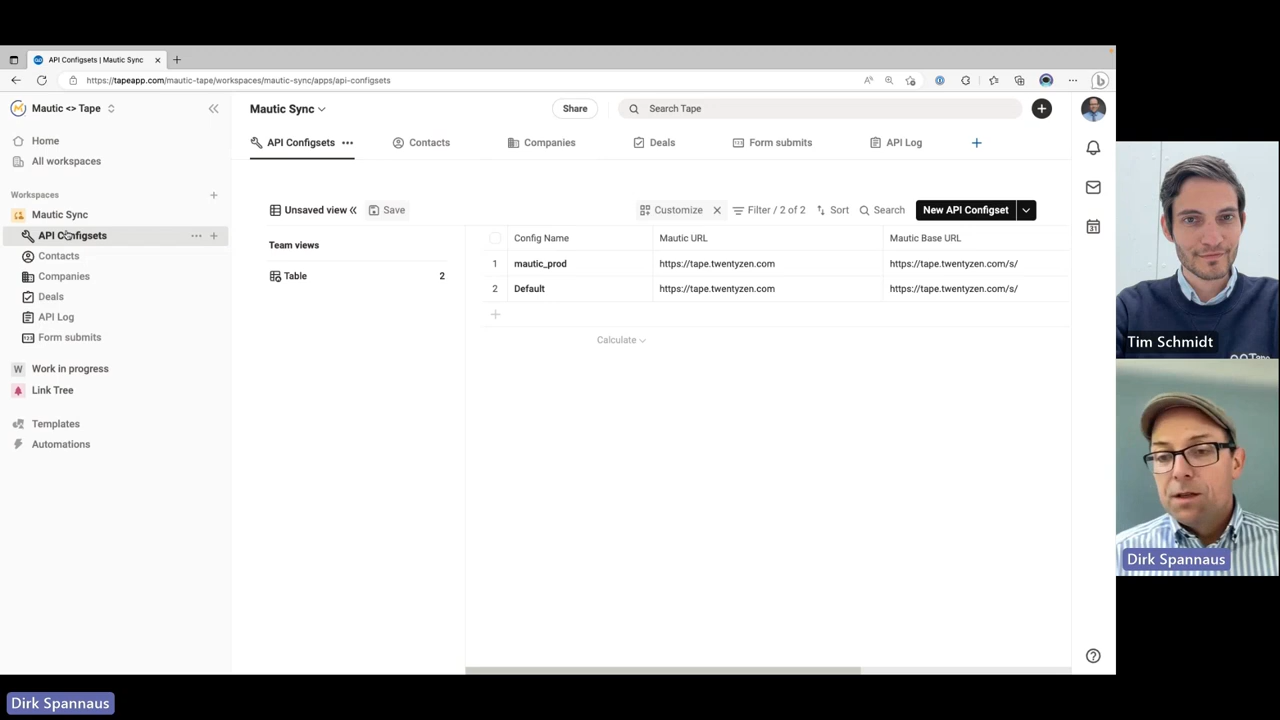 API Configsets | Mautic Sync
https://tapeapp.com/mautic-tape/workspaces/mautic-sync/apps/api-configsets
Mautic <> Tape
Home
All workspaces
Workspaces
Mautic Sync
API Configsets
Contacts
Companies
Deals
API Log
Form submits
Work in progress
Link Tree
Templates
Automations
Mautic Sync
Share
Search Tape
API Configsets
Contacts
Companies
Deals
Form submits
API Log
Unsaved view
Save
Customize
Filter / 2 of 2
Sort
Search
New API Configset
Team views
Table 2
Config Name Mautic URL Mautic Base URL
1 mautic_prod https://tape.twentyzen.com https://tape.twentyzen.com/s/
2 Default https://tape.twentyzen.com https://tape.twentyzen.com/s/
Calculate
Tim Schmidt
Dirk Spannaus
Dirk Spannaus